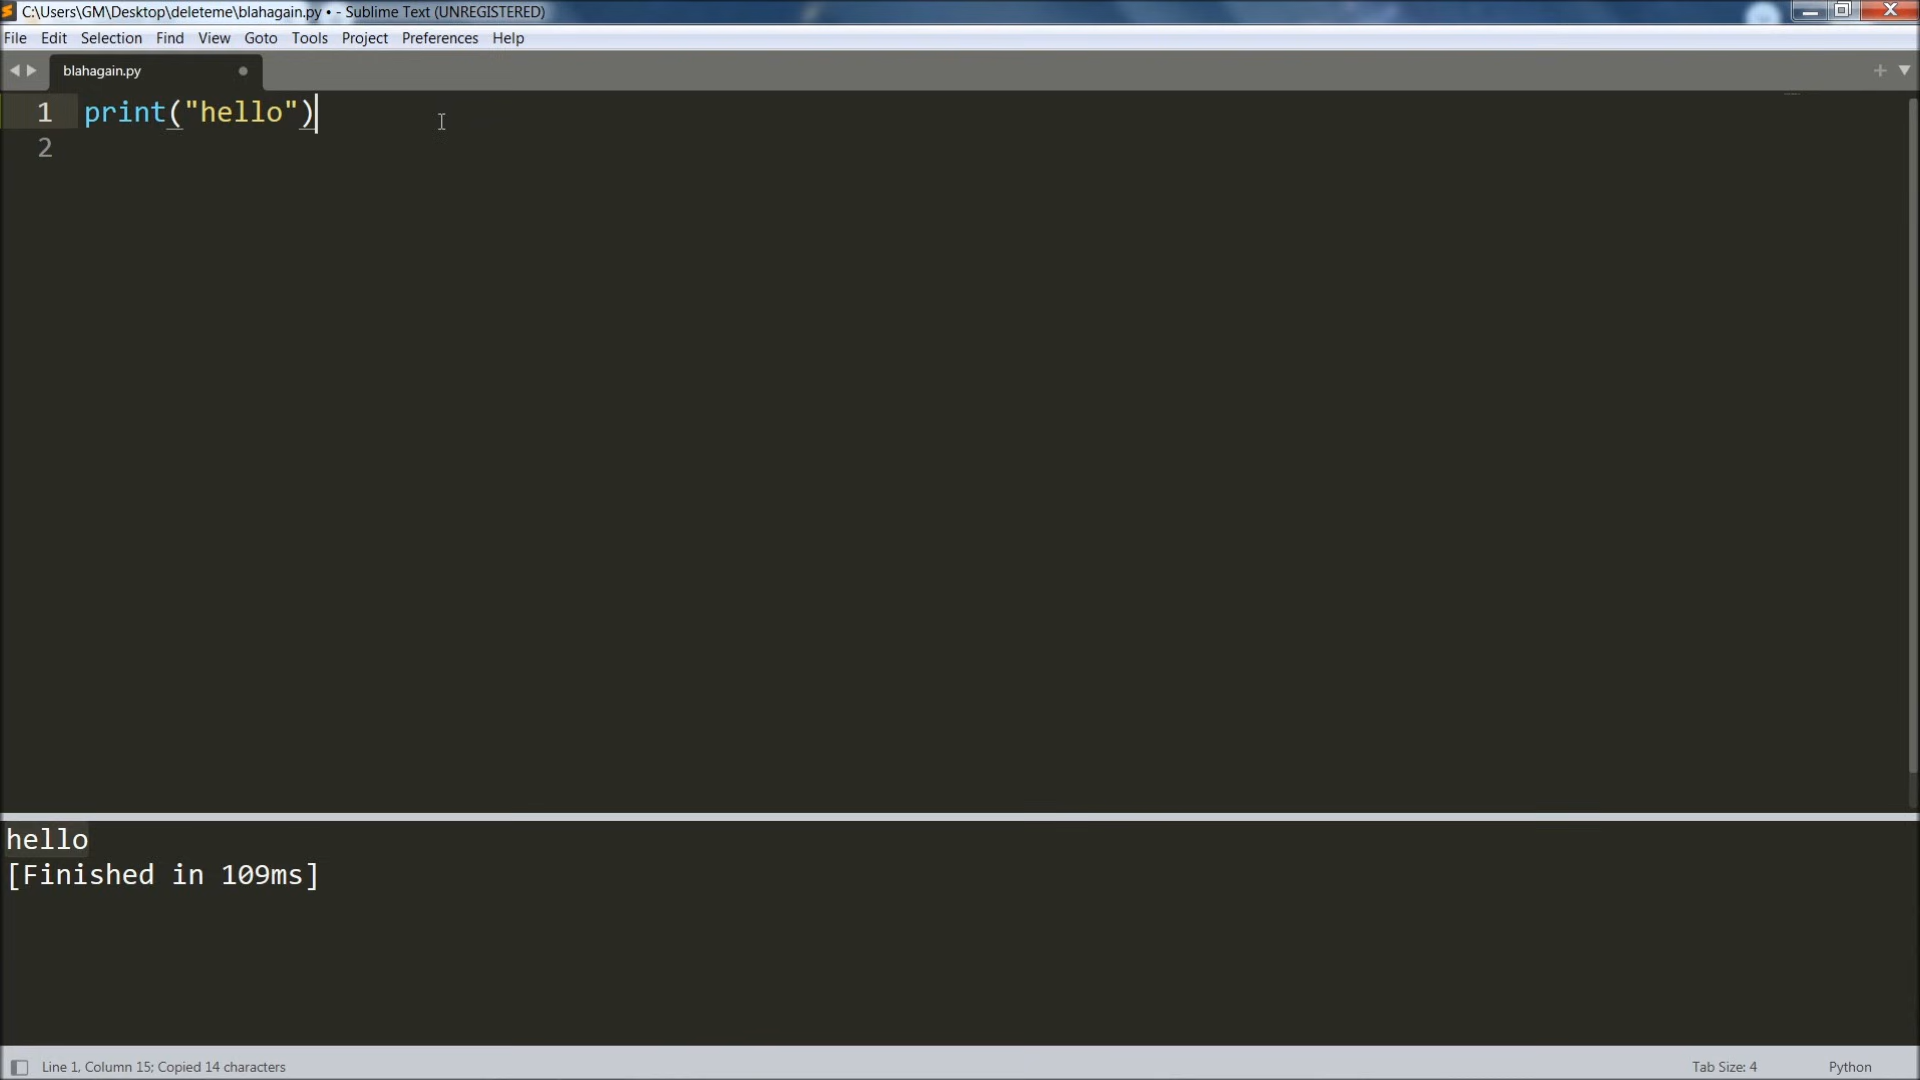 C:\Users\GM\Desktop\deleteme\blahagain.py • - Sublime Text (UNREGISTERED)
File Edit Selection Find View Goto Tools Project Preferences Help
blahagain.py
1 print("hello")
2
hello
[Finished in 109ms]
Line 1, Column 15; Copied 14 characters Tab Size: 4 Python